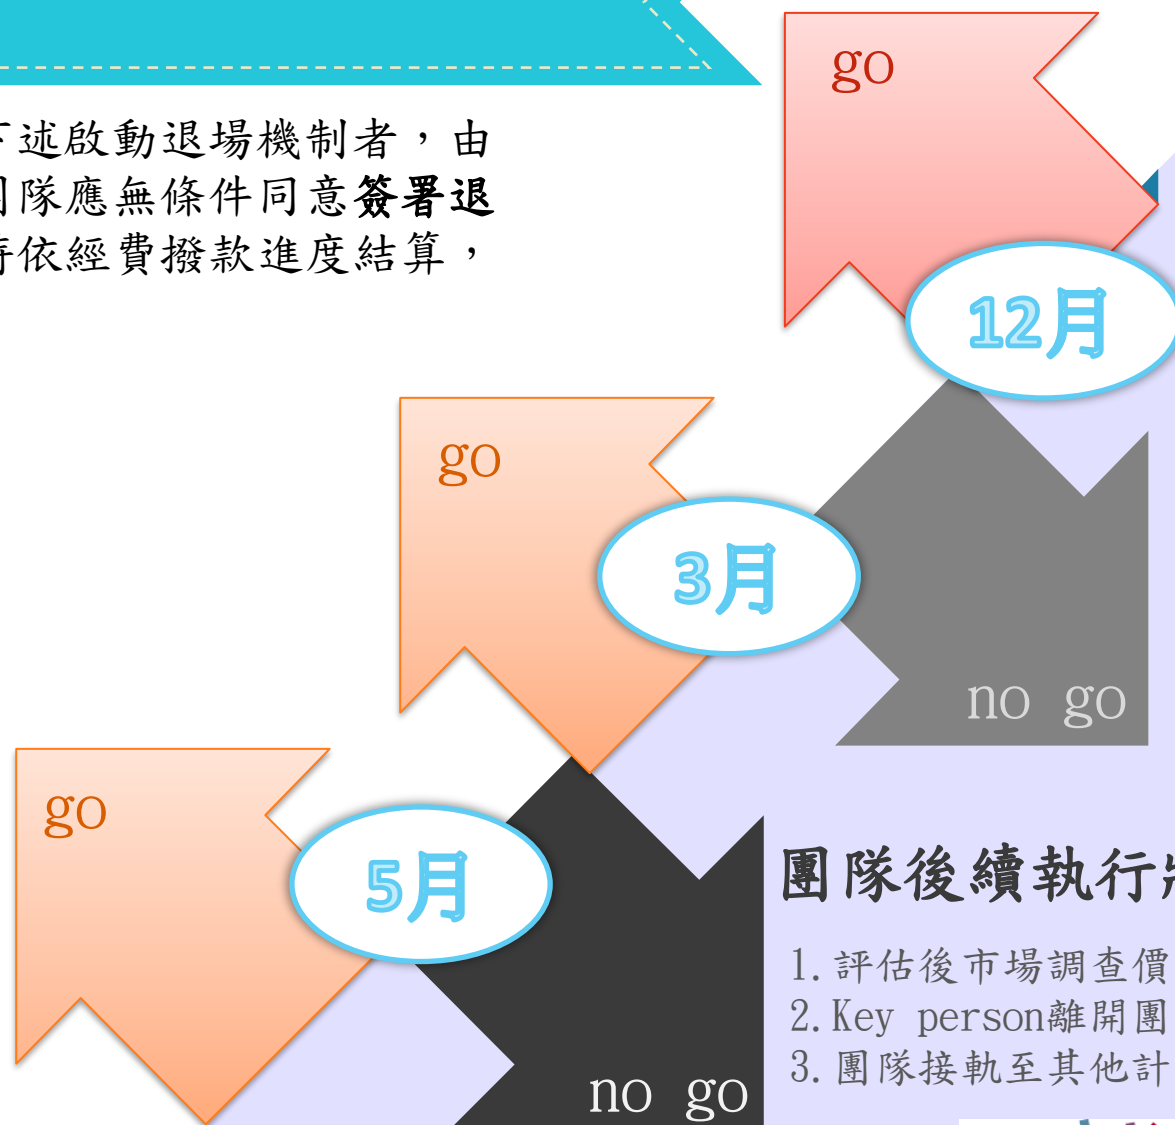 go
下述啟動退場機制者，由
團隊應無條件同意簽署退
依經費撥款進度結算，
12月
go
3月
no go
go
5月
團隊後續執行
1.評估後市場調查價
2.Key person離開團
3.團隊接軌至其他計
no go